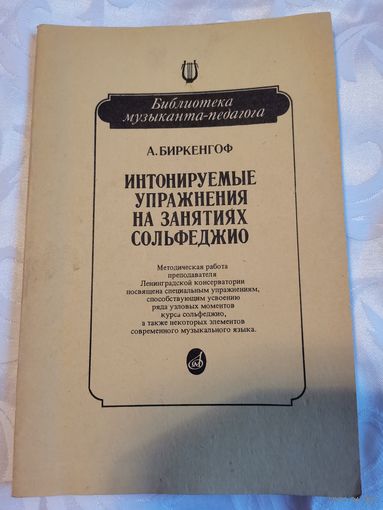 Библиотека
музыканта-педагога
А. БИРКЕНГОФ
ИНТОНИРУЕМЫЕ
УПРАЖНЕНИЯ
НА ЗАНЯТИЯХ
СОЛЬФЕДЖИО
Методическая работа
преподавателя
Ленинградской консерватории
посвящена специальным упражнениям,
способствующим усвоению
ряда узловых моментов
курса сольфеджио,
а также некоторых элементов
современного музыкального языка.